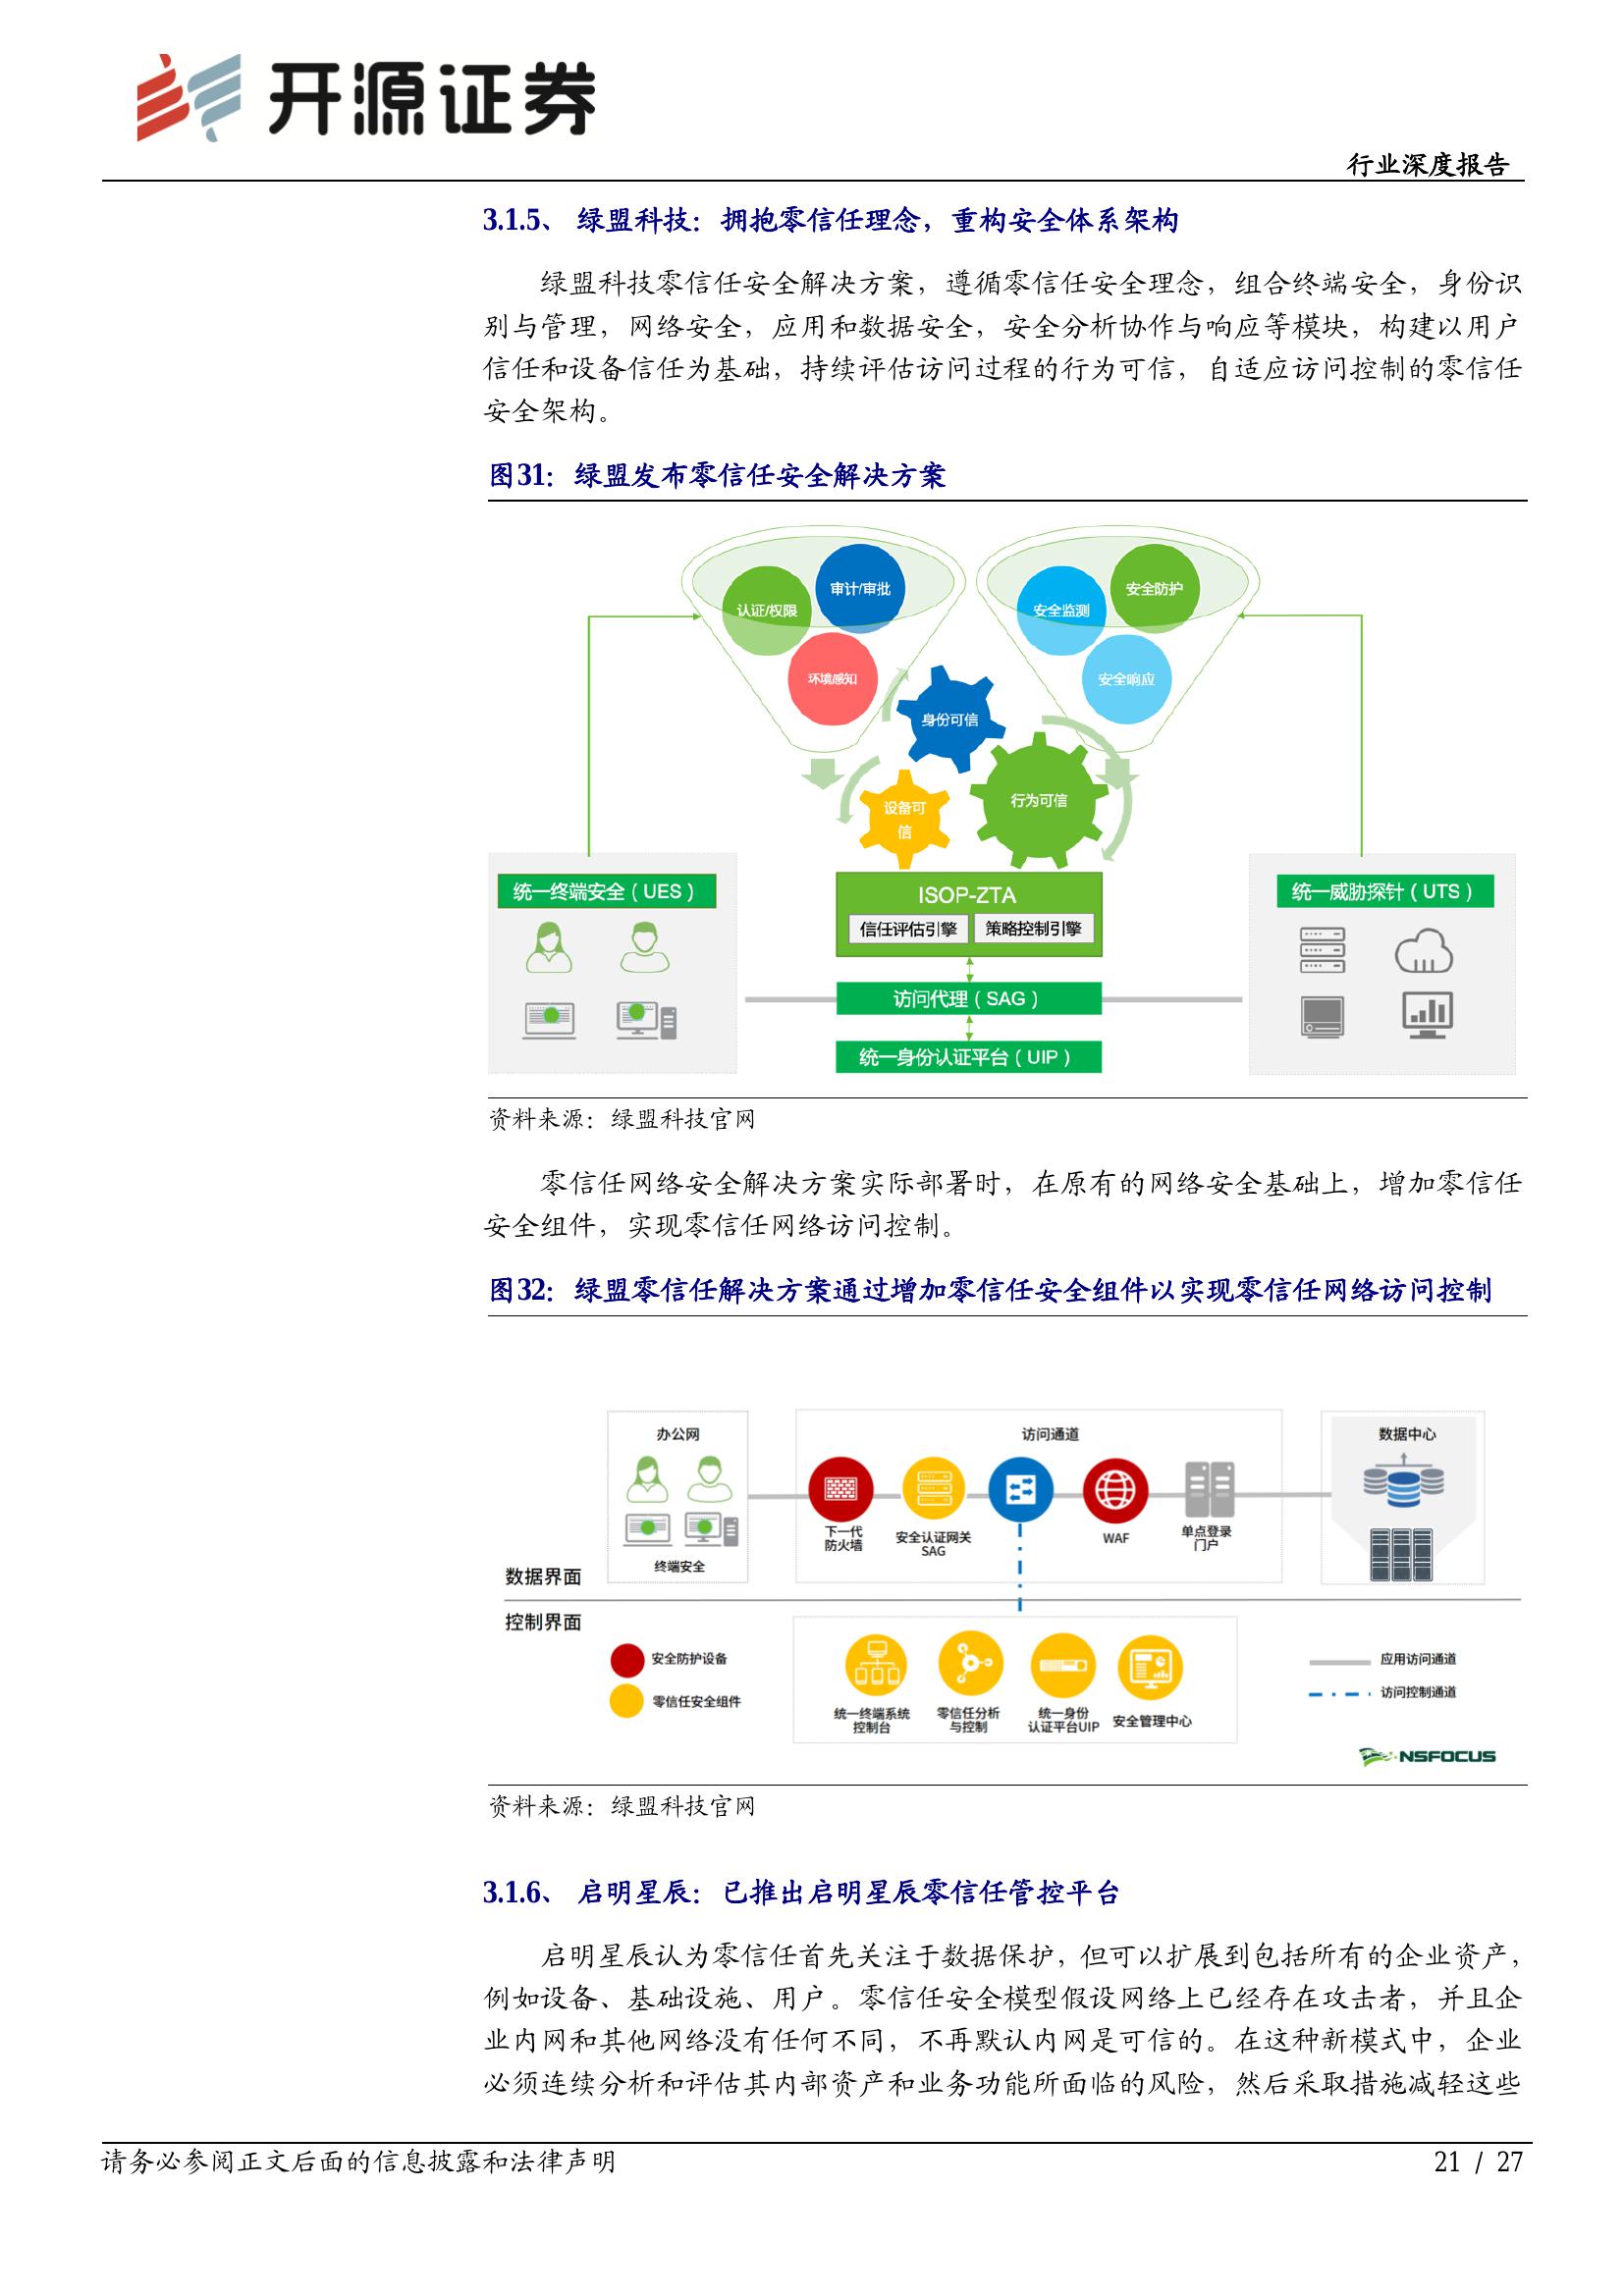 开源证券
行业深度报告
3.1.5、 绿盟科技：拥抱零信任理念，重构安全体系架构
绿盟科技零信任安全解决方案，遵循零信任安全理念，组合终端安全，身份识
别与管理，网络安全，应用和数据安全，安全分析协作与响应等模块，构建以用户
信任和设备信任为基础，持续评估访问过程的行为可信，自适应访问控制的零信任
安全架构。
图31：绿盟发布零信任安全解决方案
认证/权限
审计/审批
环境感知
安全监测
安全防护
安全响应
身份可信
设备可
信
行为可信
统一终端安全（UES）
ISOP-ZTA
信任评估引擎
策略控制引擎
统一威胁探针（UTS）
访问代理（SAG）
统一身份认证平台（UIP）
资料来源：绿盟科技官网
零信任网络安全解决方案实际部署时，在原有的网络安全基础上，增加零信任
安全组件，实现零信任网络访问控制。
图32：绿盟零信任解决方案通过增加零信任安全组件以实现零信任网络访问控制
办公网
终端安全
访问通道
下一代
防火墙
安全认证网关
SAG
WAF
单点登录
门户
数据中心
数据界面
控制界面
安全防护设备
零信任安全组件
统一终端系统
控制台
零信任分析
与控制
统一身份
认证平台UIP
安全管理中心
应用访问通道
访问控制通道
NSFOCUS
资料来源：绿盟科技官网
3.1.6、 启明星辰：已推出启明星辰零信任管控平台
启明星辰认为零信任首先关注于数据保护，但可以扩展到包括所有的企业资产，
例如设备、基础设施、用户。零信任安全模型假设网络上已经存在攻击者，并且企
业内网和其他网络没有任何不同，不再默认内网是可信的。在这种新模式中，企业
必须连续分析和评估其内部资产和业务功能所面临的风险，然后采取措施减轻这些
请务必参阅正文后面的信息披露和法律声明
21 / 27